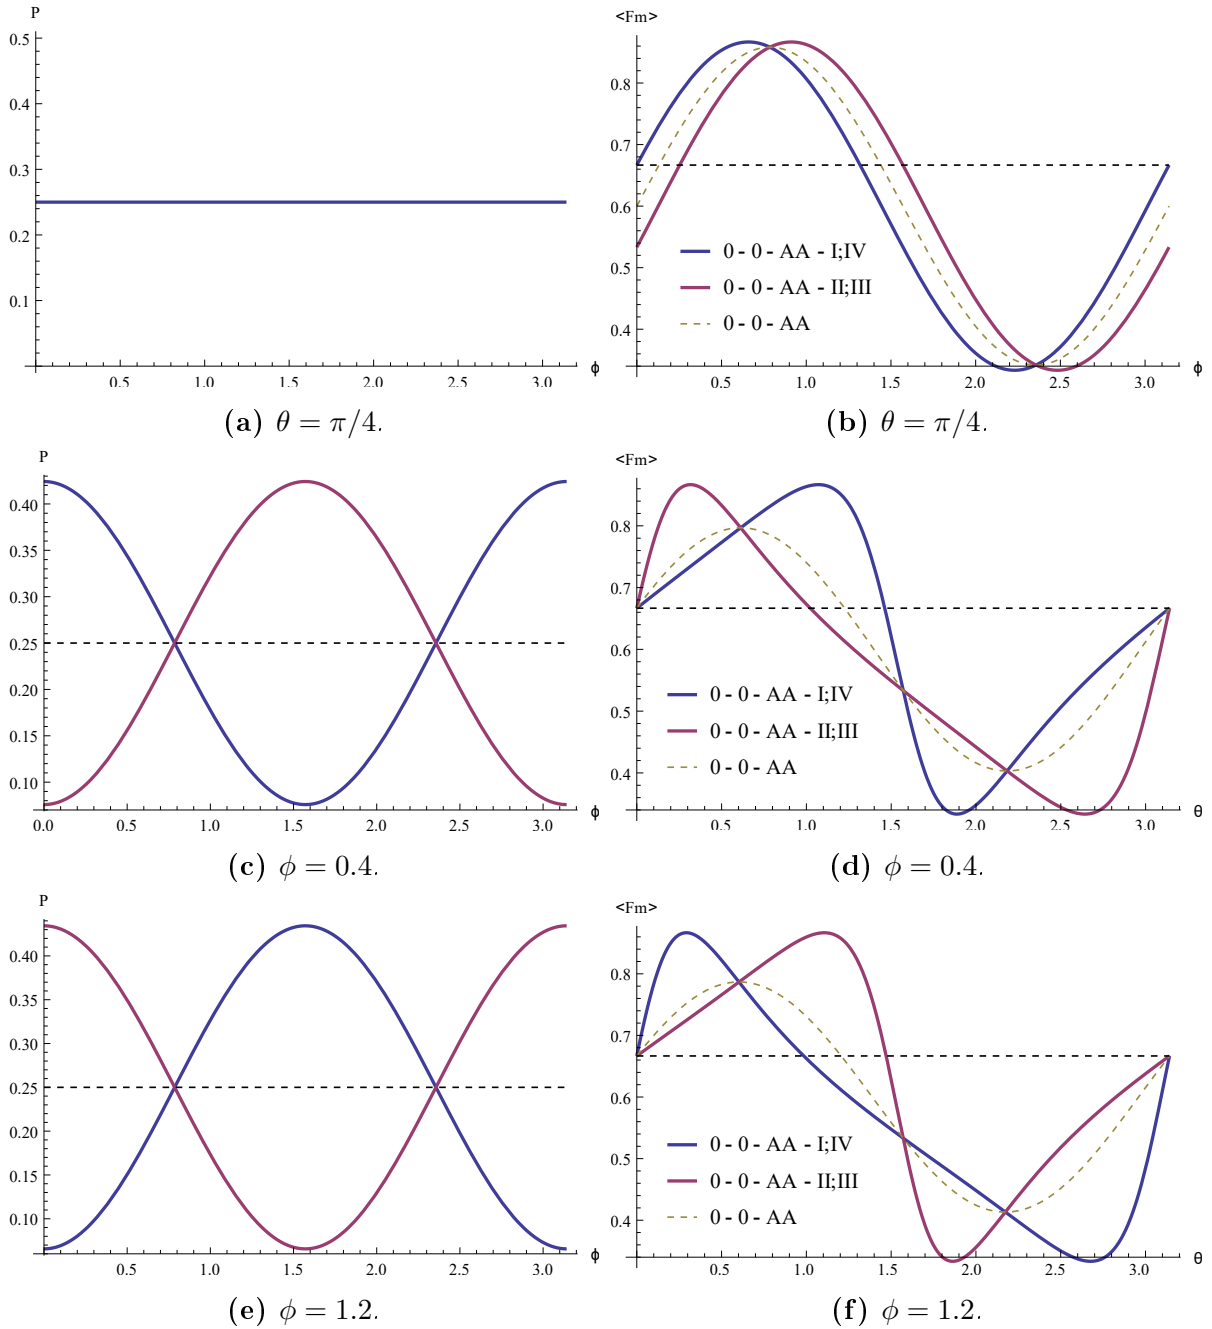 P
0.5
0.4
0.3
0.2
0.1
0.5 1.0 1.5 2.0 2.5 3.0 ϕ
(a) θ = π/4.
<Fm>
0.8
0.7
0.6
0.5
0.4
0 - 0 - AA - I;IV
0 - 0 - AA - II;III
0 - 0 - AA
0.5 1.0 1.5 2.0 2.5 3.0 ϕ
(b) θ = π/4.
P
0.40
0.35
0.30
0.25
0.20
0.15
0.10
0.0 0.5 1.0 1.5 2.0 2.5 3.0 ϕ
(c) ϕ = 0.4.
<Fm>
0.8
0.7
0.6
0.5
0.4
0 - 0 - AA - I;IV
0 - 0 - AA - II;III
0 - 0 - AA
0.5 1.0 1.5 2.0 2.5 3.0 θ
(d) ϕ = 0.4.
P
0.40
0.35
0.30
0.25
0.20
0.15
0.10
0.5 1.0 1.5 2.0 2.5 3.0 ϕ
(e) ϕ = 1.2.
<Fm>
0.8
0.7
0.6
0.5
0.4
0 - 0 - AA - I;IV
0 - 0 - AA - II;III
0 - 0 - AA
0.5 1.0 1.5 2.0 2.5 3.0 θ
(f) ϕ = 1.2.